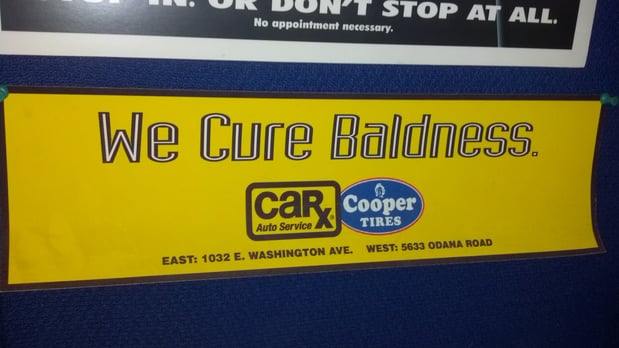 IN. OR DON'T STOP AT ALL.
No appointment necessary.
We Cure Baldness.
CARX®
Auto Service
Cooper
TIRES
EAST: 1032 E. WASHINGTON AVE. WEST: 5633 ODANA ROAD